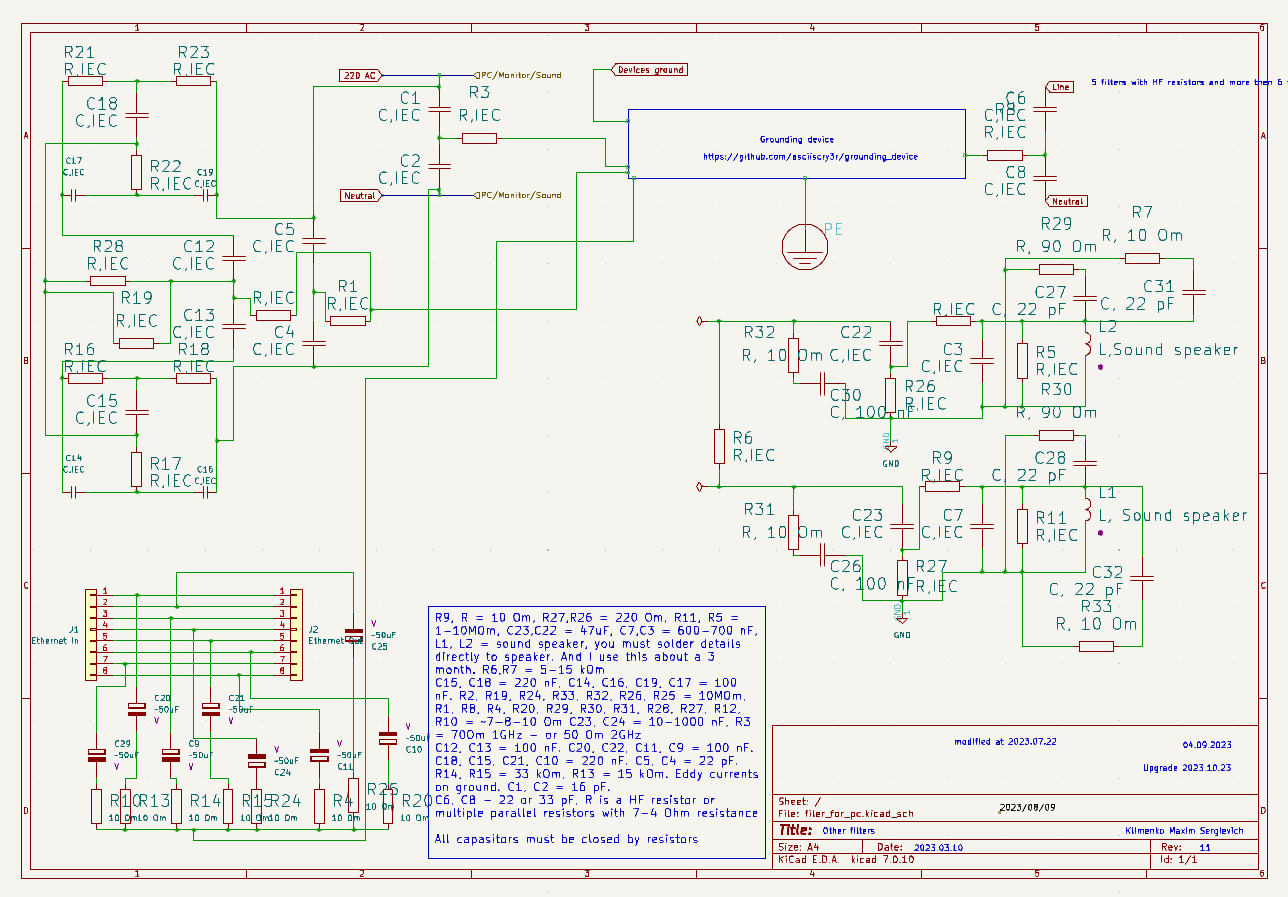 1
2
3
4
5
6
R21
R,IEC
R23
R,IEC
C18
C,IEC
R22
R,IEC
C17
C,IEC
C19
C,IEC
220 AC
PC/Monitor/Sound
C1
C,IEC
R3
R,IEC
C2
C,IEC
Neutral
PC/Monitor/Sound
Devices ground
Grounding device
https://github.com/asciiscry3r/grounding_device
Line
5 filters with HF resistors and more then 6
C6
C,IEC
R,IEC
C8
C,IEC
Neutral
PE
A
A
R28
R,IEC
C12
C,IEC
C5
C,IEC
R19
R,IEC
C13
C,IEC
R,IEC
R1
R,IEC
C4
C,IEC
R16
R,IEC
R18
R,IEC
C15
C,IEC
R17
R,IEC
C14
C,IEC
C16
C,IEC
B
B
R29
R, 90 Om
R7
R, 10 Om
C27
C, 22 pF
C31
C, 22 pF
R32
R, 10 Om
C22
C,IEC
R,IEC
C3
C,IEC
R5
R,IEC
L2
L,Sound speaker
C30
C, 100 nF
R26
R,IEC
GND
GND
1
R30
R, 90 Om
R6
R,IEC
R9
R,IEC
C28
C, 22 pF
L1
L, Sound speaker
R31
R, 10 Om
C23
C,IEC
C7
C,IEC
R11
R,IEC
C26
C, 100 nF
R27
R,IEC
GND
GND
1
C32
C, 22 pF
R33
R, 10 Om
C
C
J1
Ethernet In
1
2
3
4
5
6
7
8
1
2
3
4
5
6
7
8
J2
Ethernet Out
V
~50uF
C25
C20
~50uF
V
C21
~50uF
V
C29
~50uF
V
C9
~50uF
V
V
~50uF
C24
V
~50uF
C11
V
~50uF
C10
R10
10 Om
R13
10 Om
R14
10 Om
R15
10 Om
R24
10 Om
R4
10 Om
R25
10 Om
R20
10 Om
R9, R = 10 Om, R27,R26 = 220 Om, R11, R5 =
1-10MOm, C23,C22 = 47uF, C7,C3 = 600-700 nF,
L1, L2 = sound speaker, you must solder details
directly to speaker. And I use this about a 3
month. R6,R7 = 5-15 kOm
C15, C18 = 220 nF, C14, C16, C19, C17 = 100
nF. R2, R19, R24, R33, R32, R26, R25 = 10MOm,
R1, R8, R4, R20, R29, R30, R31, R28, R27, R12,
R10 = ~7-8-10 Om C23, C24 = 10-1000 nF, R3
= 70Om 1GHz - or 50 Om 2GHz
C12, C13 = 100 nF. C20, C22, C11, C9 = 100 nF.
C18, C15, C21, C10 = 220 nF. C5, C4 = 22 pF.
R14, R15 = 33 kOm, R13 = 15 kOm. Eddy currents
on ground. C1, C2 = 16 pF.
C6, C8 - 22 or 33 pF, R is a HF resistor or
multiple parallel resistors with 7-4 Ohm resistance
All capacitors must be closed by resistors
D
D
modified at 2023.07.22
04.09.2023
Upgrade 2023.10.23
Sheet: /
File: filer_for_pc.kicad_sch
2023/08/09
Title: Other filters
Klimenko Maxim Sergievich
Size: A4
Date: 2023.03.10
Rev: 11
KiCad E.D.A. kicad 7.0.10
Id: 1/1
1
2
3
4
5
6